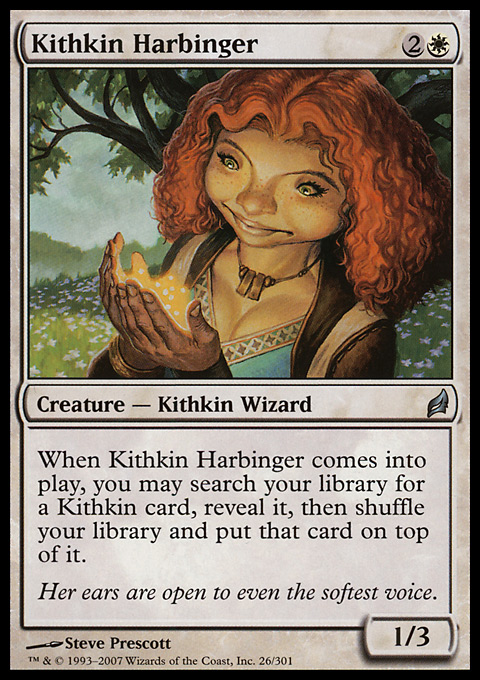 Kithkin Harbinger 2
Creature — Kithkin Wizard
When Kithkin Harbinger comes into
play, you may search your library for
a Kithkin card, reveal it, then shuffle
your library and put that card on top
of it.
Her ears are open to even the softest voice.
Steve Prescott
1/3
™ & © 1993–2007 Wizards of the Coast, Inc. 26/301